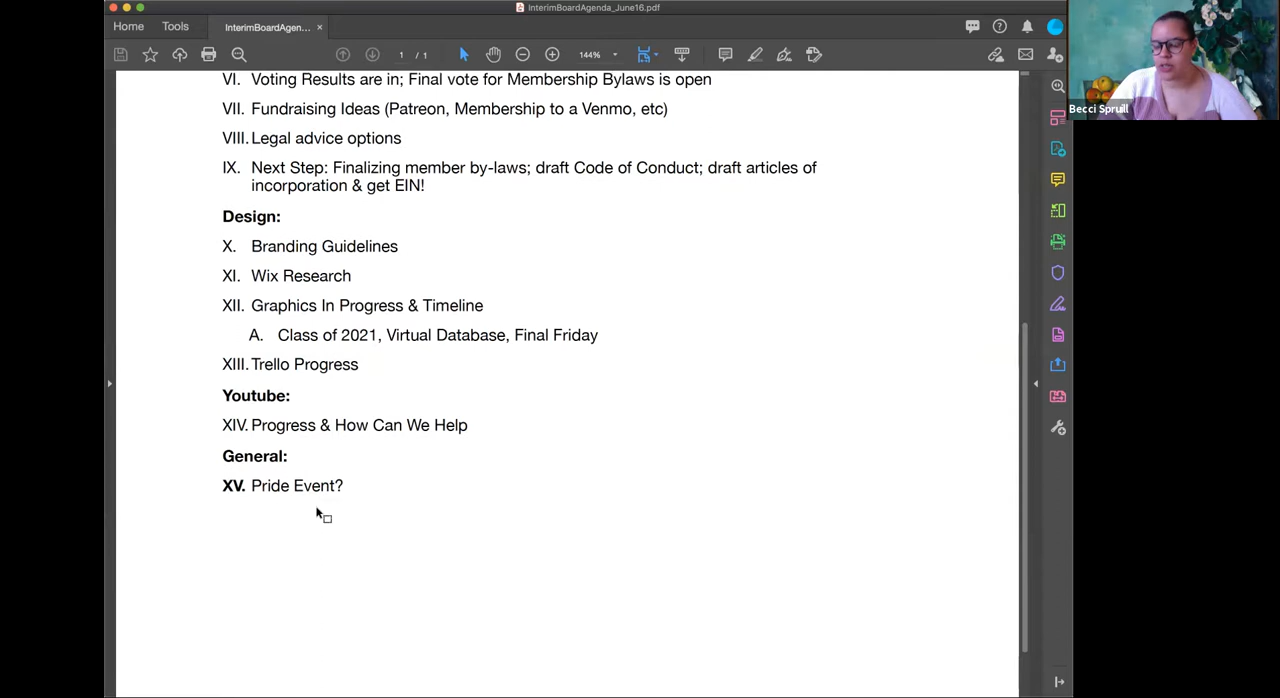 InterimBoardAgenda_June16.pdf
Home Tools InterimBoardAgen... ×
1 / 1 144%
Becci Spruill
VI. Voting Results are in; Final vote for Membership Bylaws is open
VII. Fundraising Ideas (Patreon, Membership to a Venmo, etc)
VIII. Legal advice options
IX. Next Step: Finalizing member by-laws; draft Code of Conduct; draft articles of
incorporation & get EIN!
Design:
X. Branding Guidelines
XI. Wix Research
XII. Graphics In Progress & Timeline
A. Class of 2021, Virtual Database, Final Friday
XIII. Trello Progress
Youtube:
XIV. Progress & How Can We Help
General:
XV. Pride Event?